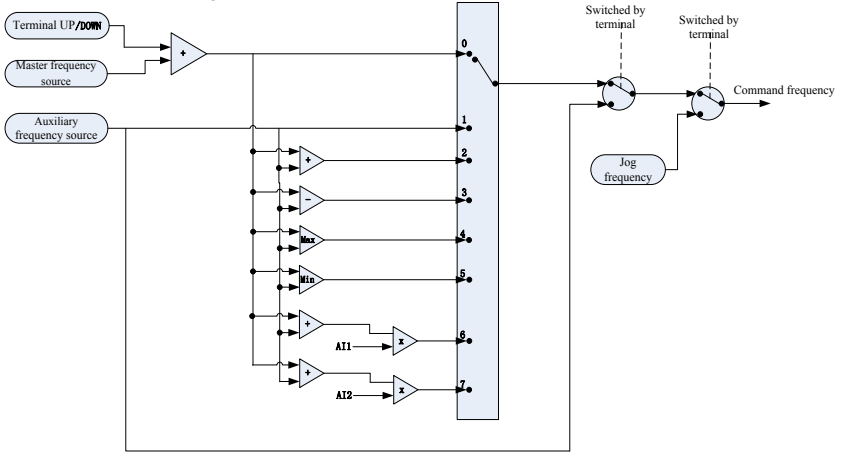 Terminal UP/DOWN
Master frequency
source
Auxiliary
frequency source
+
0
1
+
2
-
3
Max
4
Min
5
+
AI1
x
6
+
AI2
x
7
Switched by
terminal
Switched by
terminal
Command frequency
Jog
frequency